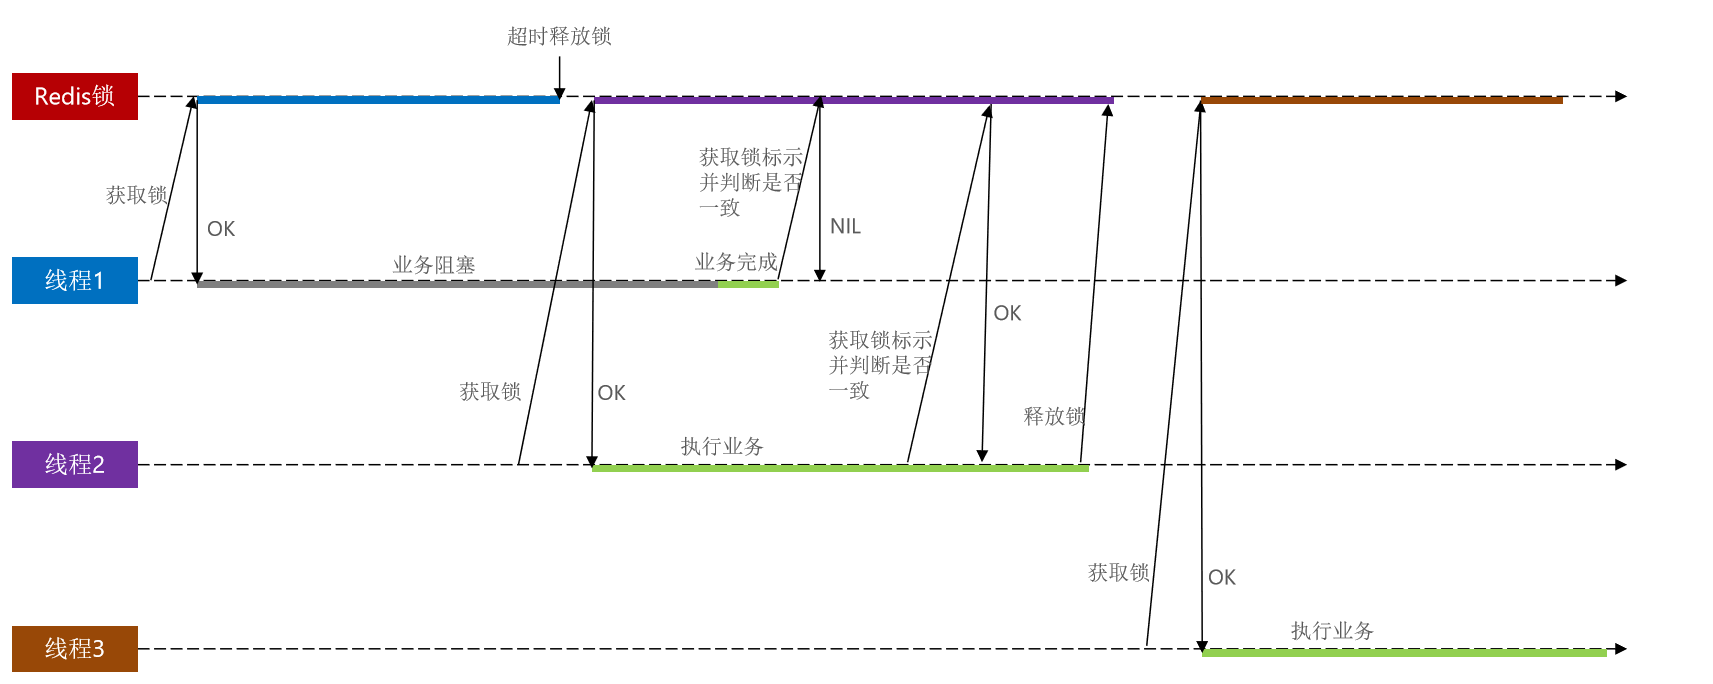 超时释放锁
Redis锁
获取锁标示
并判断是否
一致
获取锁
OK
NIL
线程1
业务阻塞
业务完成
OK
获取锁标示
并判断是否
一致
获取锁
OK
释放锁
执行业务
线程2
获取锁
OK
执行业务
线程3